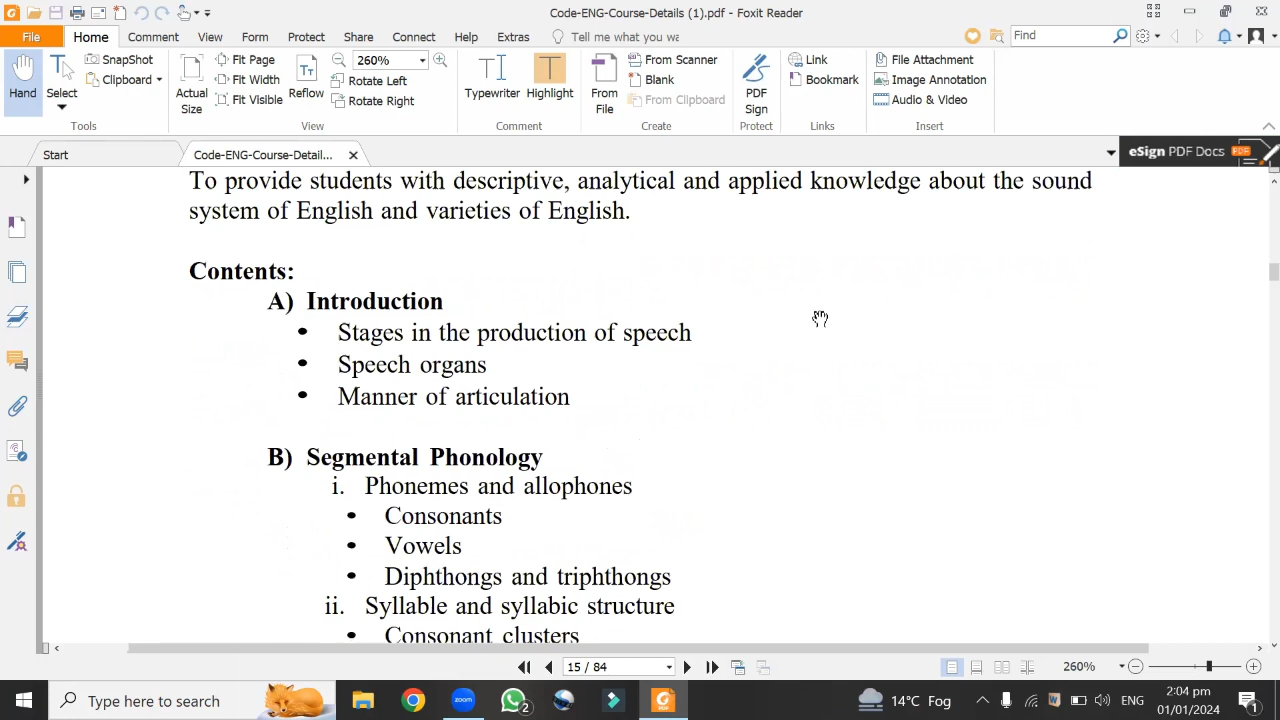 Code-ENG-Course-Details (1).pdf - Foxit Reader
File Home Comment View Form Protect Share Connect Help Extras Tell me what you wa Find
Hand
Select
SnapShot
Clipboard
Tools
Actual Size
Fit Page
Fit Width
Fit Visible
Reflow
260%
Rotate Left
Rotate Right
View
Typewriter
Highlight
Comment
From File
From Scanner
Blank
From Clipboard
Create
PDF Sign
Protect
Link
Bookmark
Links
File Attachment
Image Annotation
Audio & Video
Insert
Start Code-ENG-Course-Detail... eSign PDF Docs
To provide students with descriptive, analytical and applied knowledge about the sound
system of English and varieties of English.
Contents:
A) Introduction
• Stages in the production of speech
• Speech organs
• Manner of articulation
B) Segmental Phonology
i. Phonemes and allophones
• Consonants
• Vowels
• Diphthongs and triphthongs
ii. Syllable and syllabic structure
• Consonant clusters
15 / 84 260%
Type here to search zoom 2 14°C Fog ENG 2:04 pm
01/01/2024 1